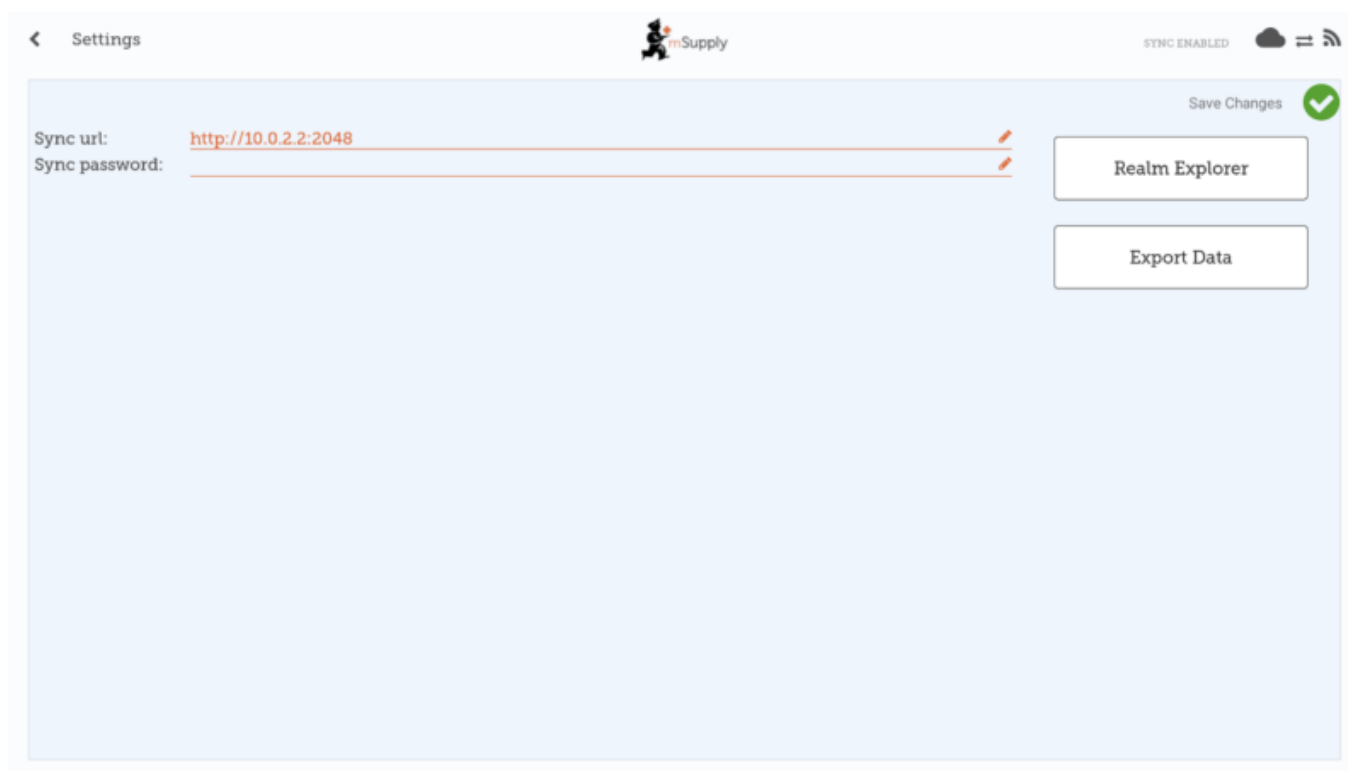 Settings
mSupply
SYNC ENABLED
Save Changes
Sync url: http://10.0.2.2:2048
Sync password:
Realm Explorer
Export Data